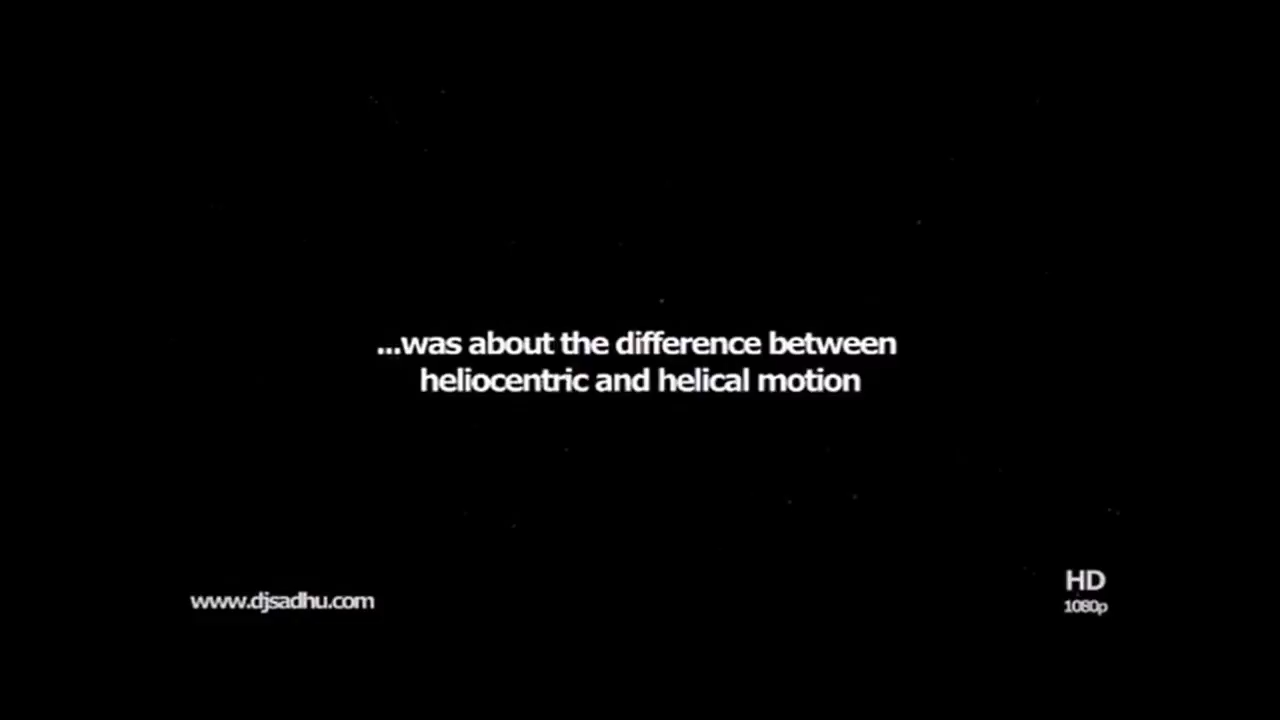 ...was about the difference between
heliocentric and helical motion
www.djsadhu.com
HD
1080p